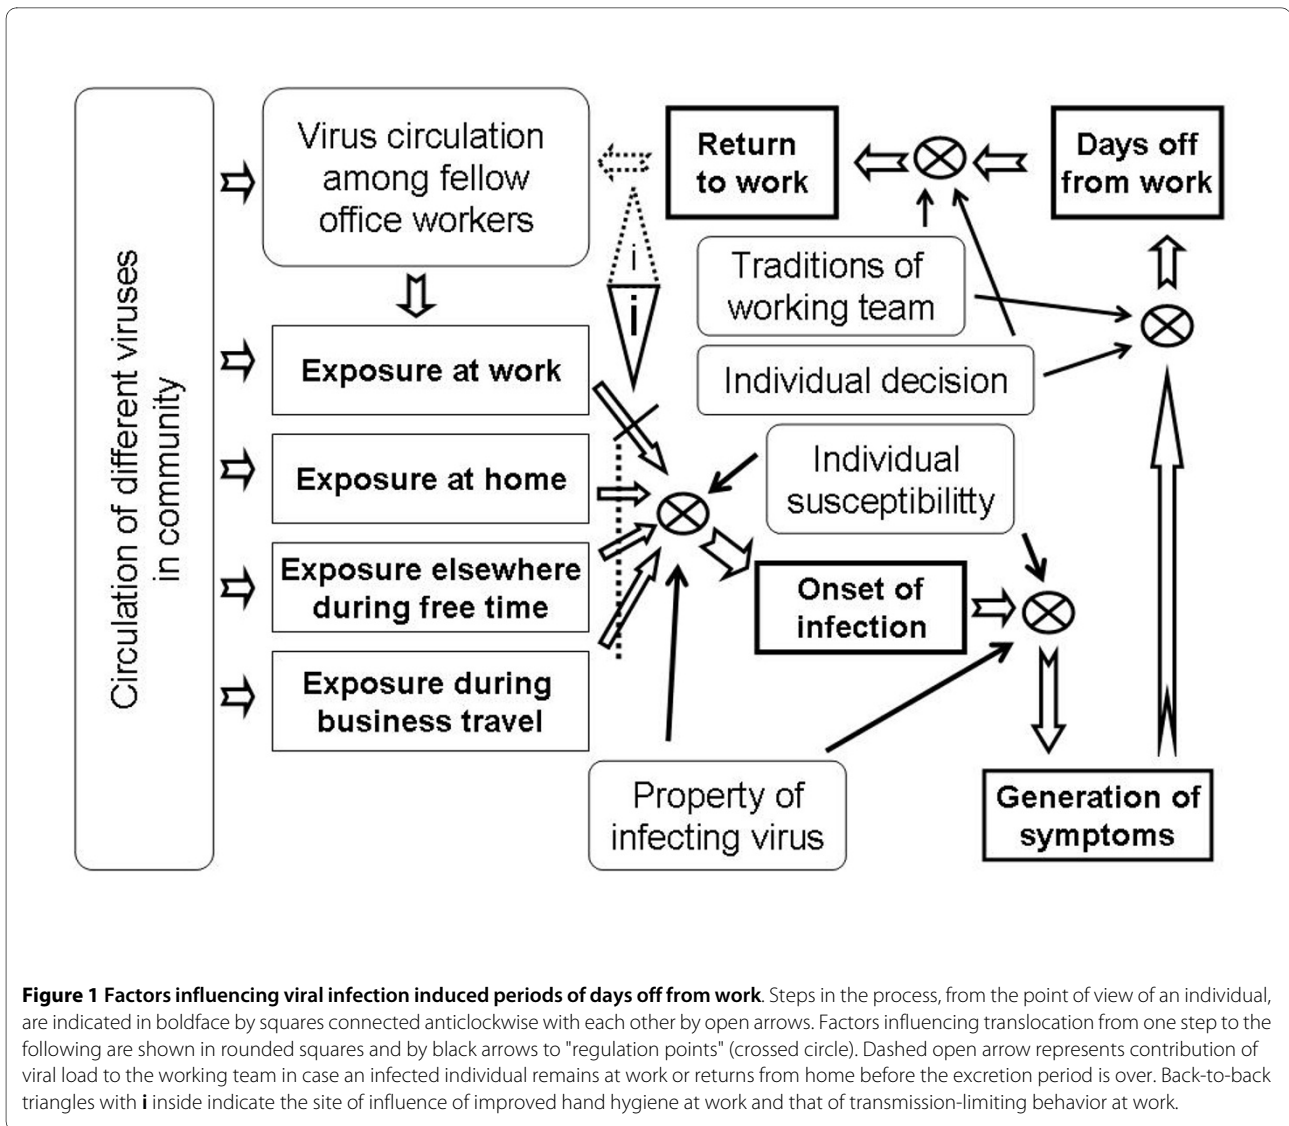 Circulation of different viruses
in community
Virus circulation
among fellow
office workers
Exposure at work
Exposure at home
Exposure elsewhere
during free time
Exposure during
business travel
i
i
Return
to work
Days off
from work
Traditions of
working team
Individual decision
Individual
susceptibilitty
Onset of
infection
Property of
infecting virus
Generation of
symptoms
Figure 1 Factors influencing viral infection induced periods of days off from work. Steps in the process, from the point of view of an individual,
are indicated in boldface by squares connected anticlockwise with each other by open arrows. Factors influencing translocation from one step to the
following are shown in rounded squares and by black arrows to "regulation points" (crossed circle). Dashed open arrow represents contribution of
viral load to the working team in case an infected individual remains at work or returns from home before the excretion period is over. Back-to-back
triangles with i inside indicate the site of influence of improved hand hygiene at work and that of transmission-limiting behavior at work.